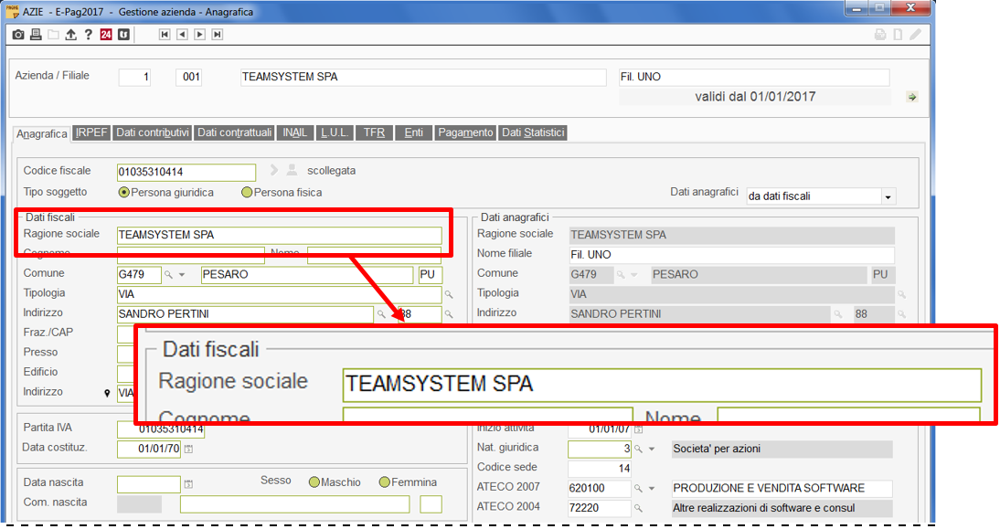 AZIE - E-Pag2017 - Gestione azienda - Anagrafica
? 24
Azienda / Filiale 1 001 TEAMSYSTEM SPA Fil. UNO
validi dal 01/01/2017
Anagrafica IRPEF Dati contributivi Dati contrattuali INAIL L.U.L. TFR Enti Pagamento Dati Statistici
Codice fiscale 01035310414 scollegata
Tipo soggetto Persona giuridica Persona fisica Dati anagrafici da dati fiscali
Dati fiscali Dati anagrafici
Ragione sociale TEAMSYSTEM SPA Ragione sociale TEAMSYSTEM SPA
Cognome Nome Nome filiale Fil. UNO
Comune G479 PESARO PU Comune G479 PESARO PU
Tipologia VIA Tipologia VIA
Indirizzo SANDRO PERTINI 88 Indirizzo SANDRO PERTINI 88
Fraz./CAP
Presso
Edificio
Indirizzo VIA
Dati fiscali
Ragione sociale TEAMSYSTEM SPA
Cognome Nome
Partita IVA 01035310414 Inizio attività 01/01/07
Data costituz. 01/01/70 Nat. giuridica 3 Societa' per azioni
Codice sede 14
Data nascita Sesso Maschio Femmina ATECO 2007 620100 PRODUZIONE E VENDITA SOFTWARE
Com. nascita ATECO 2004 72220 Altre realizzazioni di software e consul